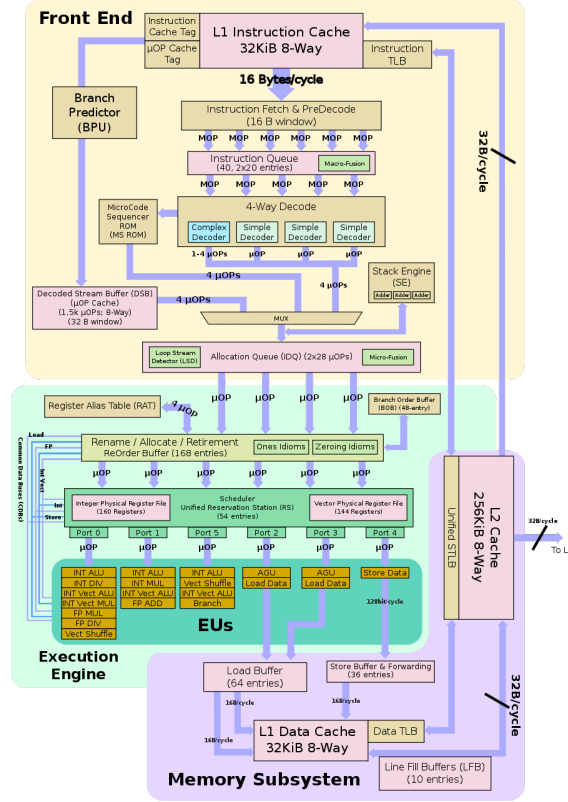 Front End
Instruction
Cache Tag
µOP Cache
Tag
L1 Instruction Cache
32KiB 8-Way
Instruction
TLB
16 Bytes/cycle
Branch
Predictor
(BPU)
Instruction Fetch & PreDecode
(16 B window)
MOP MOP MOP MOP MOP MOP
Instruction Queue
(40, 2x20 entries)
Macro-Fusion
MOP MOP MOP MOP MOP
32B/cycle
MicroCode
Sequencer
ROM
(MS ROM)
4-Way Decode
Complex
Decoder
Simple
Decoder
Simple
Decoder
Simple
Decoder
1-4 µOPs µOP µOP µOP
4 µOPs
4 µOPs
Stack Engine
(SE)
Adder Adder Adder
Decoded Stream Buffer (DSB)
(µOP Cache)
(1.5k µOPs; 8-Way)
(32 B window)
4 µOPs
MUX
Loop Stream
Detector (LSD)
Allocation Queue (IDQ) (2x28 µOPs)
Micro-Fusion
µOP µOP µOP µOP
Register Alias Table (RAT)
4 µOP
Branch Order Buffer
(BOB) (48-entry)
Rename / Allocate / Retirement
ReOrder Buffer (168 entries)
Ones Idioms
Zeroing Idioms
Load
FP
Int Vect
Int
Store
Common Data Buses (CDBs)
µOP µOP µOP µOP µOP µOP
Integer Physical Register File
(160 Registers)
Scheduler
Unified Reservation Station (RS)
(54 entries)
Vector Physical Register File
(144 Registers)
Port 0 Port 1 Port 5 Port 2 Port 3 Port 4
µOP µOP µOP µOP µOP µOP
INT ALU
INT DIV
INT Vect ALU
INT Vect MUL
FP MUL
FP DIV
Vect Shuffle
INT ALU
INT MUL
INT Vect ALU
FP ADD
INT ALU
Vect Shuffle
INT Vect ALU
Branch
AGU
Load Data
AGU
Load Data
Store Data
EUs
128bit/cycle
Execution
Engine
Unified STLB
L2 Cache
256KiB 8-Way
32B/cycle
To L
Load Buffer
(64 entries)
Store Buffer & Forwarding
(36 entries)
16B/cycle
16B/cycle
16B/cycle
L1 Data Cache
32KiB 8-Way
Data TLB
32B/cycle
Line Fill Buffers (LFB)
(10 entries)
Memory Subsystem